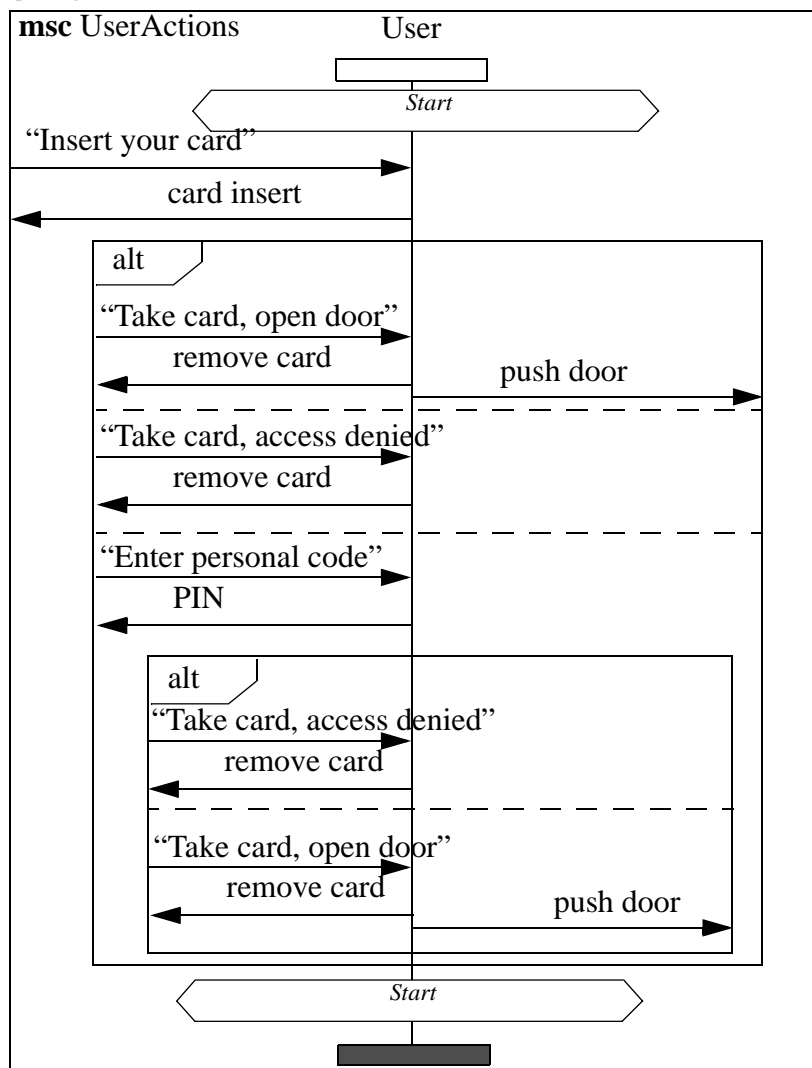 msc UserActions User
Start
“Insert your card”
card insert
alt
“Take card, open door”
remove card
push door
“Take card, access denied”
remove card
“Enter personal code”
PIN
alt
“Take card, access denied”
remove card
“Take card, open door”
remove card
push door
Start